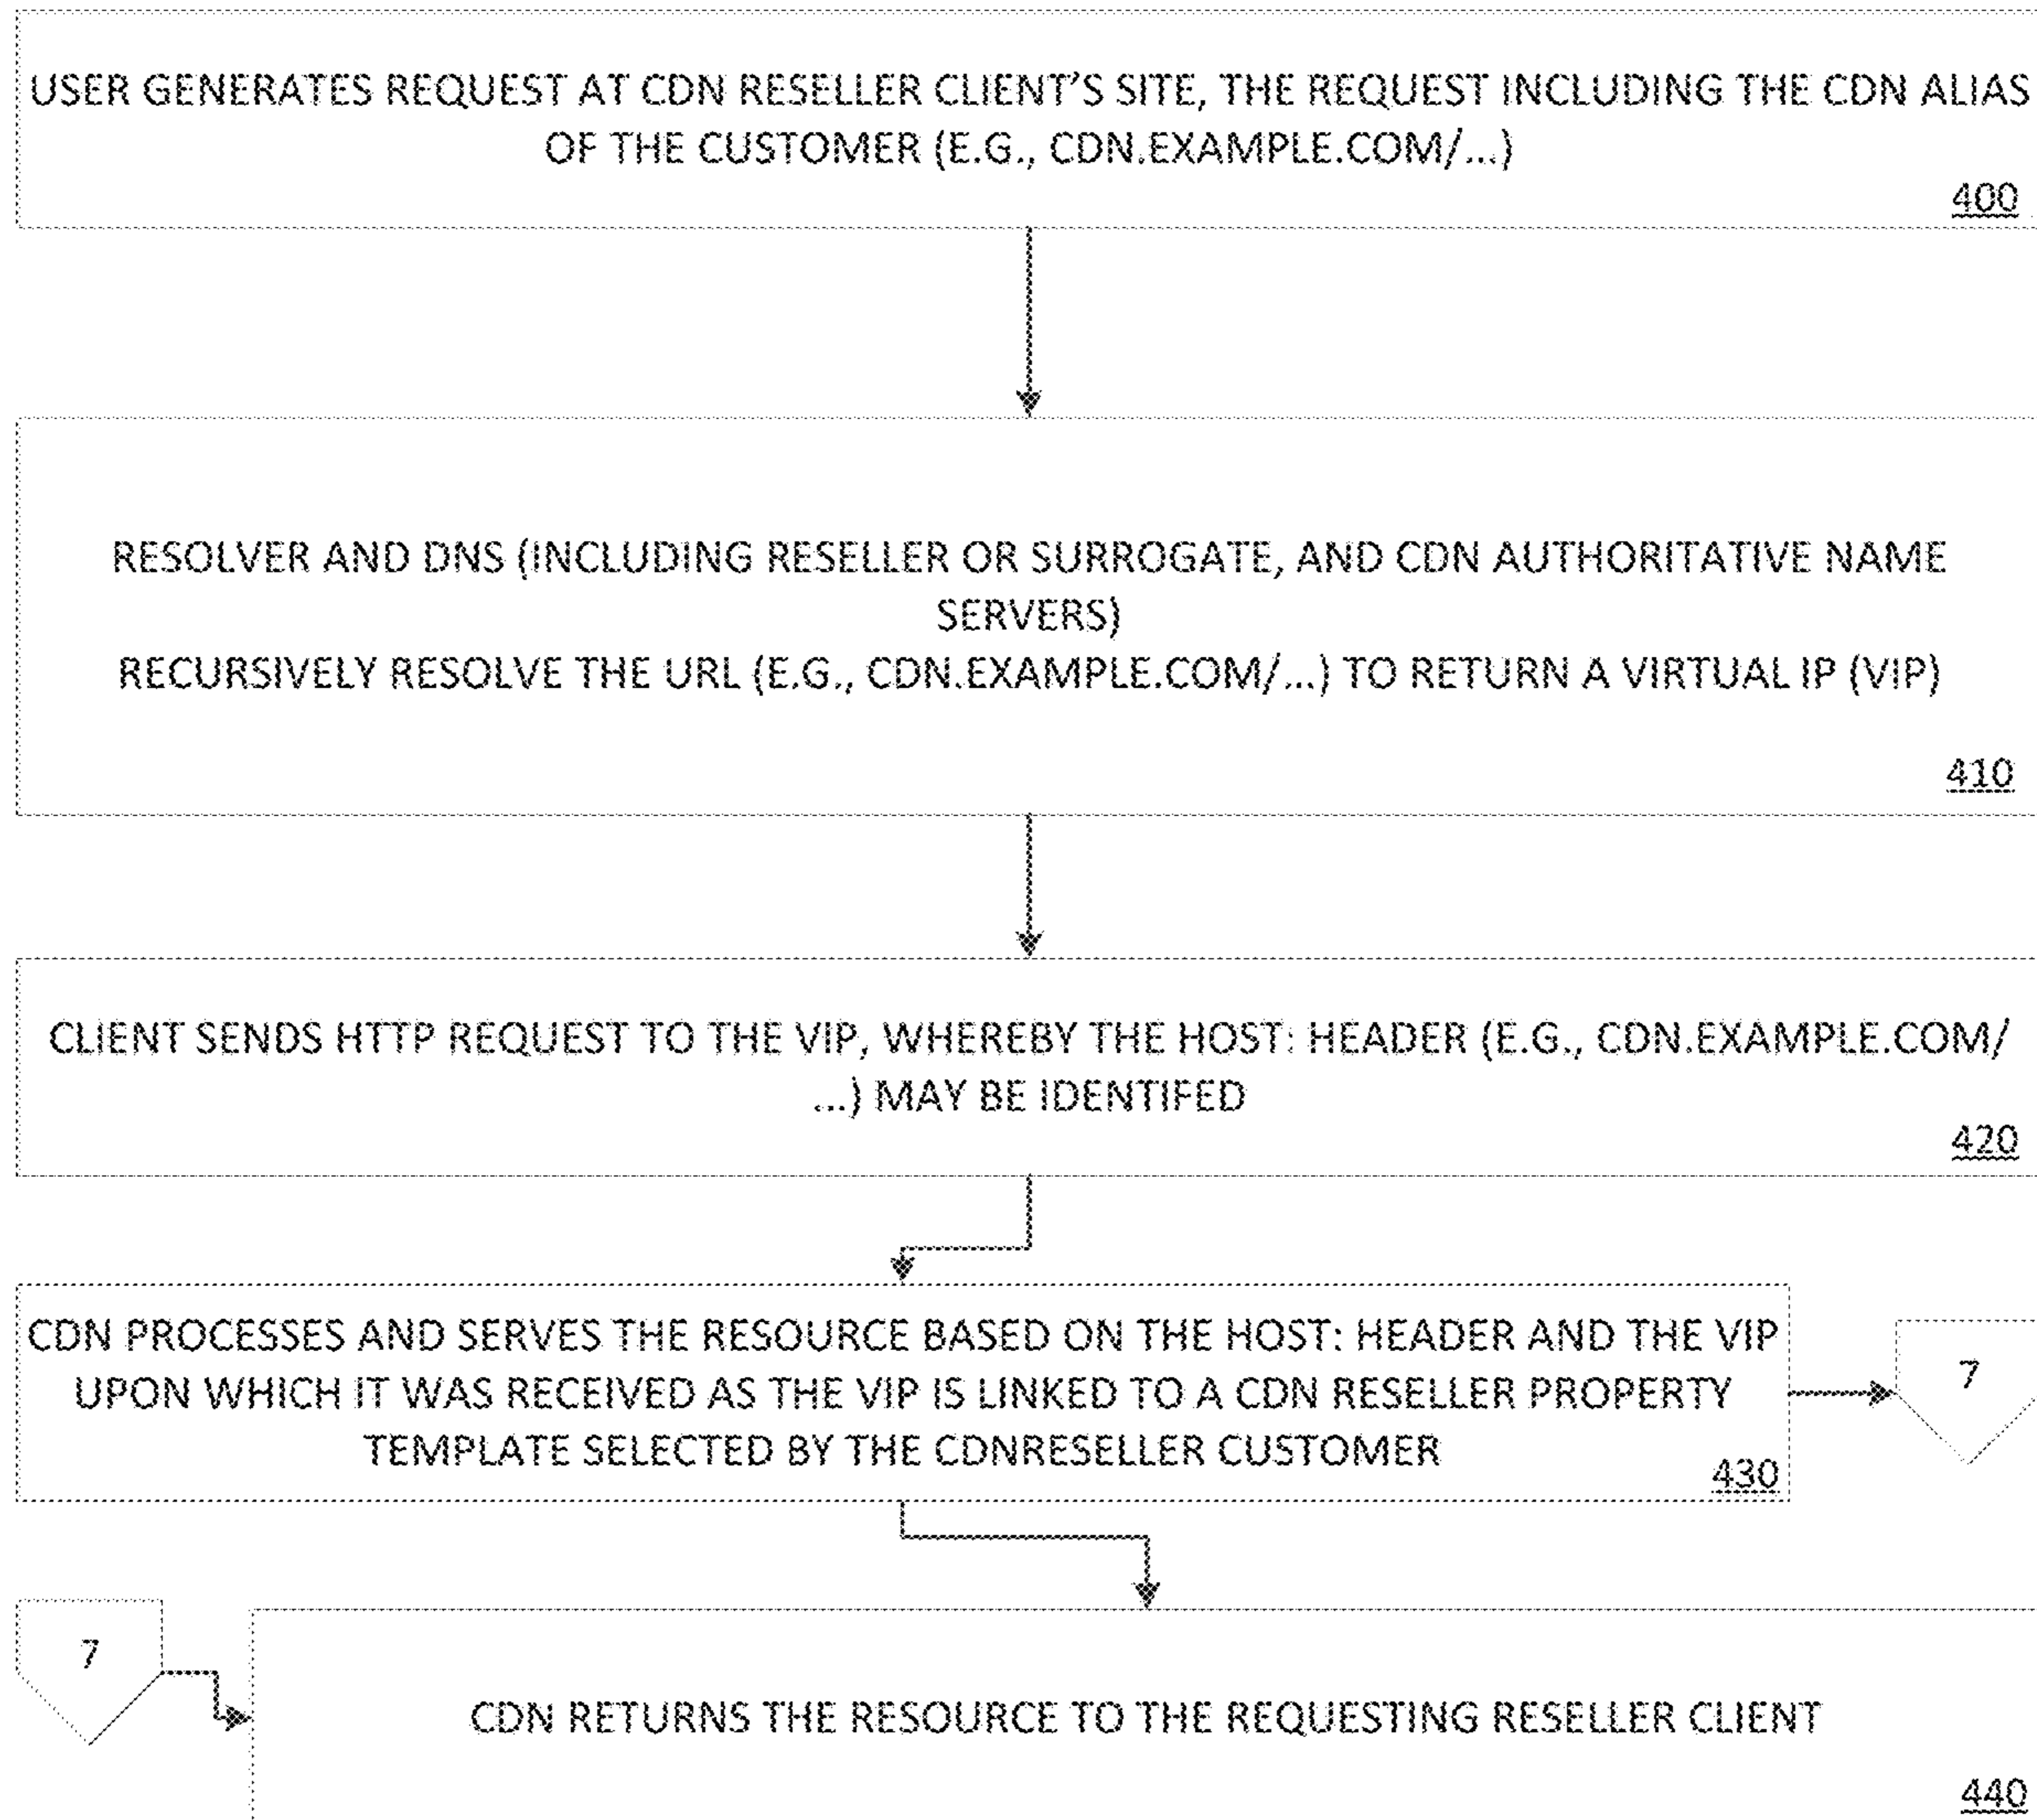 USER GENERATES REQUEST AT CDN RESELLER CLIENT'S SITE, THE REQUEST INCLUDING THE CDN ALIAS
OF THE CUSTOMER (E.G., CDN.EXAMPLE.COM/...)
400
RESOLVER AND DNS (INCLUDING RESELLER OR SURROGATE, AND CDN AUTHORITATIVE NAME
SERVERS)
RECURSIVELY RESOLVE THE URL (E.G., CDN.EXAMPLE.COM/...) TO RETURN A VIRTUAL IP (VIP)
410
CLIENT SENDS HTTP REQUEST TO THE VIP, WHEREBY THE HOST: HEADER (E.G., CDN.EXAMPLE.COM/
...) MAY BE IDENTIFED
420
CDN PROCESSES AND SERVES THE RESOURCE BASED ON THE HOST: HEADER AND THE VIP
UPON WHICH IT WAS RECEIVED AS THE VIP IS LINKED TO A CDN RESELLER PROPERTY
TEMPLATE SELECTED BY THE CDNRESELLER CUSTOMER
430
7
7
CDN RETURNS THE RESOURCE TO THE REQUESTING RESELLER CLIENT
440